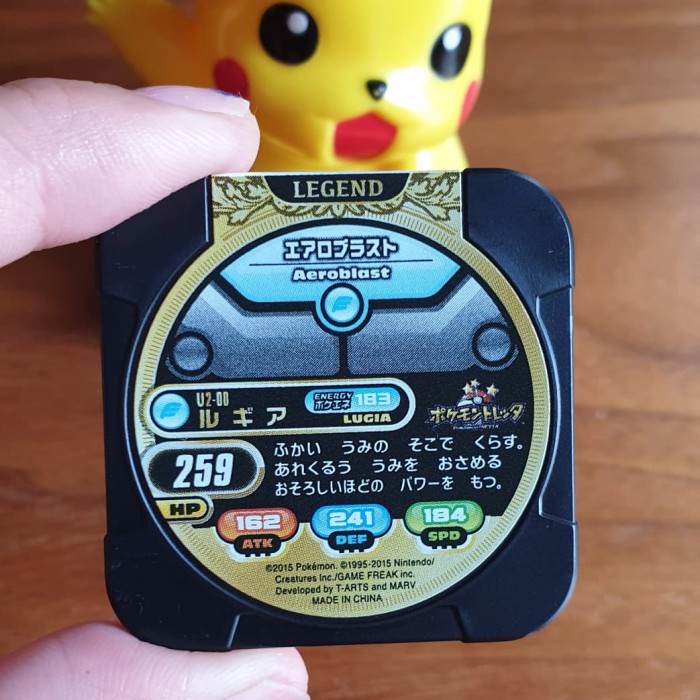 LEGEND
エアロブラスト
Aeroblast
U2-00
ENERGY
ポケエネ
183
ルギア
LUGIA
ポケモントレッタ
259
HP
ふかい うみの そこで くらす。
あれくるう うみを おさめる
おそろしいほどの パワーを もつ。
162
ATK
241
DEF
184
SPD
©2015 Pokémon. ©1995-2015 Nintendo/
Creatures Inc./GAME FREAK inc.
Developed by T-ARTS and MARV
MADE IN CHINA